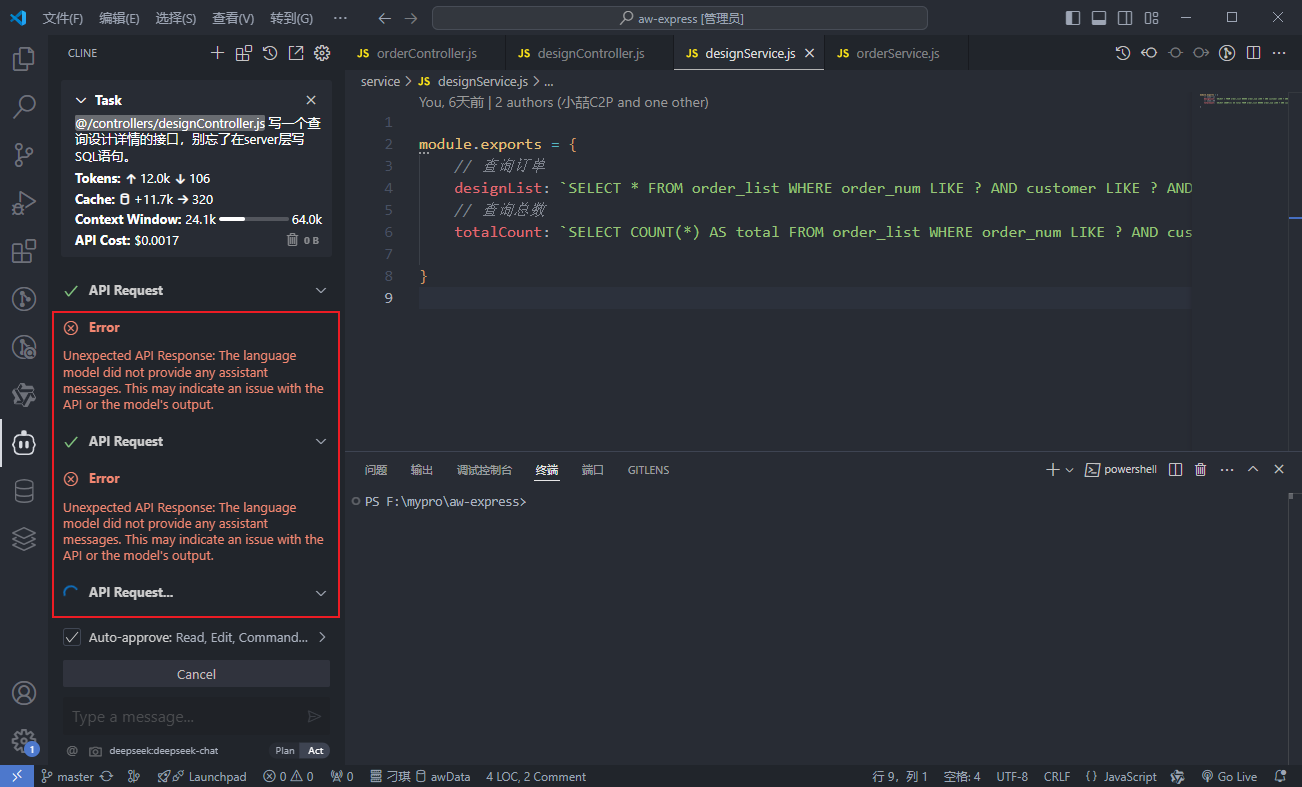 文件(F) 编辑(E) 选择(S) 查看(V) 转到(G) ··· aw-express [管理员]
CLINE
Task
@/controllers/designController.js 写一个查
询设计详情的接口，别忘了在server层写
SQL语句。
Tokens: ↑ 12.0k ↓ 106
Cache: +11.7k → 320
Context Window: 24.1k 64.0k
API Cost: $0.0017 0 B
API Request
Error
Unexpected API Response: The language
model did not provide any assistant
messages. This may indicate an issue with the
API or the model's output.
API Request
Error
Unexpected API Response: The language
model did not provide any assistant
messages. This may indicate an issue with the
API or the model's output.
API Request...
Auto-approve: Read, Edit, Command...
Cancel
Type a message...
@ deepseek:deepseek-chat Plan Act
JS orderController.js JS designController.js JS designService.js JS orderService.js
service > JS designService.js > ...
You, 6天前 | 2 authors (小喆C2P and one other)
1
2 module.exports = {
3 // 查询订单
4 designList: `SELECT * FROM order_list WHERE order_num LIKE ? AND customer LIKE ? AND
5 // 查询总数
6 totalCount: `SELECT COUNT(*) AS total FROM order_list WHERE order_num LIKE ? AND cus
7
8 }
9
问题 输出 调试控制台 终端 端口 GITLENS powershell
PS F:\mypro\aw-express>
1
master Launchpad 0 0 0 刁琪 awData 4 LOC, 2 Comment 行 9，列 1 空格: 4 UTF-8 CRLF {} JavaScript Go Live